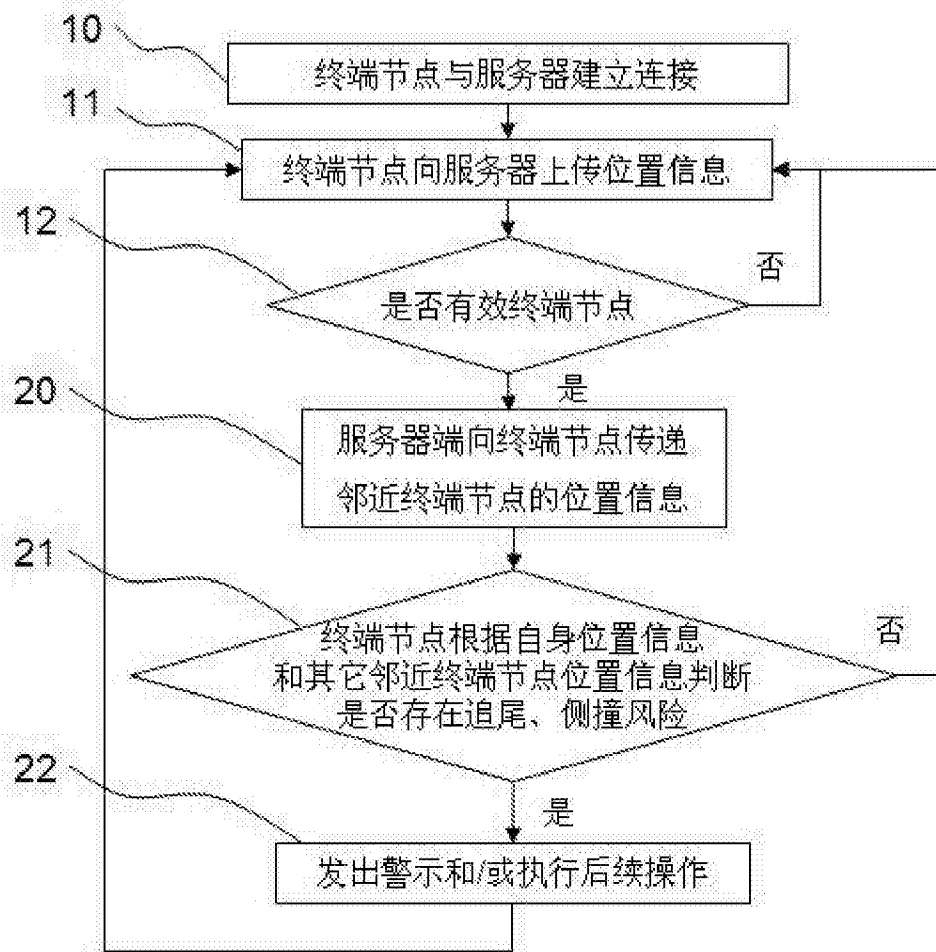 10
终端节点与服务器建立连接
11
终端节点向服务器上传位置信息
12
否
是否有效终端节点
是
20
服务器端向终端节点传递
邻近终端节点的位置信息
21
终端节点根据自身位置信息
否
和其它邻近终端节点位置信息判断
是否存在追尾、侧撞风险
22
是
发出警示和/或执行后续操作